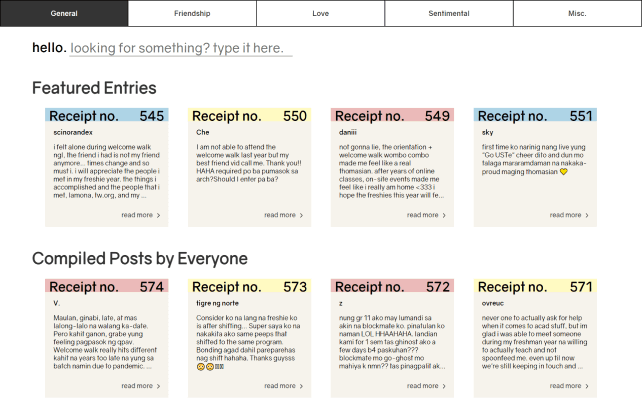 General
Friendship
Love
Sentimental
Misc.
hello. looking for something? type it here.
Featured Entries
Receipt no. 545
scinorandex
i felt alone during welcome walk
ngl, the friend i had is not my friend
anymore... times change and so
must i. i will appreciate the people i
met in my freshie year, the things i
accomplished and the people that i
met, lamona, tw.org, and my ...
read more >
Receipt no. 550
Che
I am not able to attend the
welcome walk last year but my
best friend vid call me. Thank you!!
HAHA required po ba pumasok sa
arch?Should I enter pa ba?
read more >
Receipt no. 549
daniii
not gonna lie, the orientation +
welcome walk wombo combo
made me feel like a real
thomasian. after years of online
classes, on-site events made me
feel like i really am home <333 i
hope the freshies this year will fe...
read more >
Receipt no. 551
sky
first time ko narinig nang live yung
"Go USTe" cheer dito and dun mo
talaga mararamdaman na nakaka-
proud maging thomasian 💛
read more >
Compiled Posts by Everyone
Receipt no. 574
V.
Maulan, ginabi, late, at mas
lalong-lalo na walang ka-date.
Pero kahit ganon, grabe yung
feeling pagpasok ng qpav.
Welcome walk really hits different
kahit na years too late na yung sa
batch namin due to pandemic. ...
read more >
Receipt no. 573
tigre ng norte
Consider ko na lang na freshie ko
is after shifting... Super saya ko na
nakakita ako same peeps that
shifted to the same program.
Bonding agad dahil pareparehas
nag shift hahaha. Thanks guysss
read more >
Receipt no. 572
z
nung gr 11 ako may lumandi sa
akin na blockmate ko. pinatulan ko
naman LOL HHAAHAHA. landian
kami for 1 sem tas ghinost ako a
few days b4 paskuhan???
blockmate mo go-ghost mo
mahiya k nmn?? tas pinagpalit ak...
read more >
Receipt no. 571
ovreuc
never one to actually ask for help
when it comes to acad stuff, but im
glad i was able to meet someone
during my freshman year na willing
to actually teach and not
spoonfeed me. even up til now
we're still keeping in touch and ...
read more >